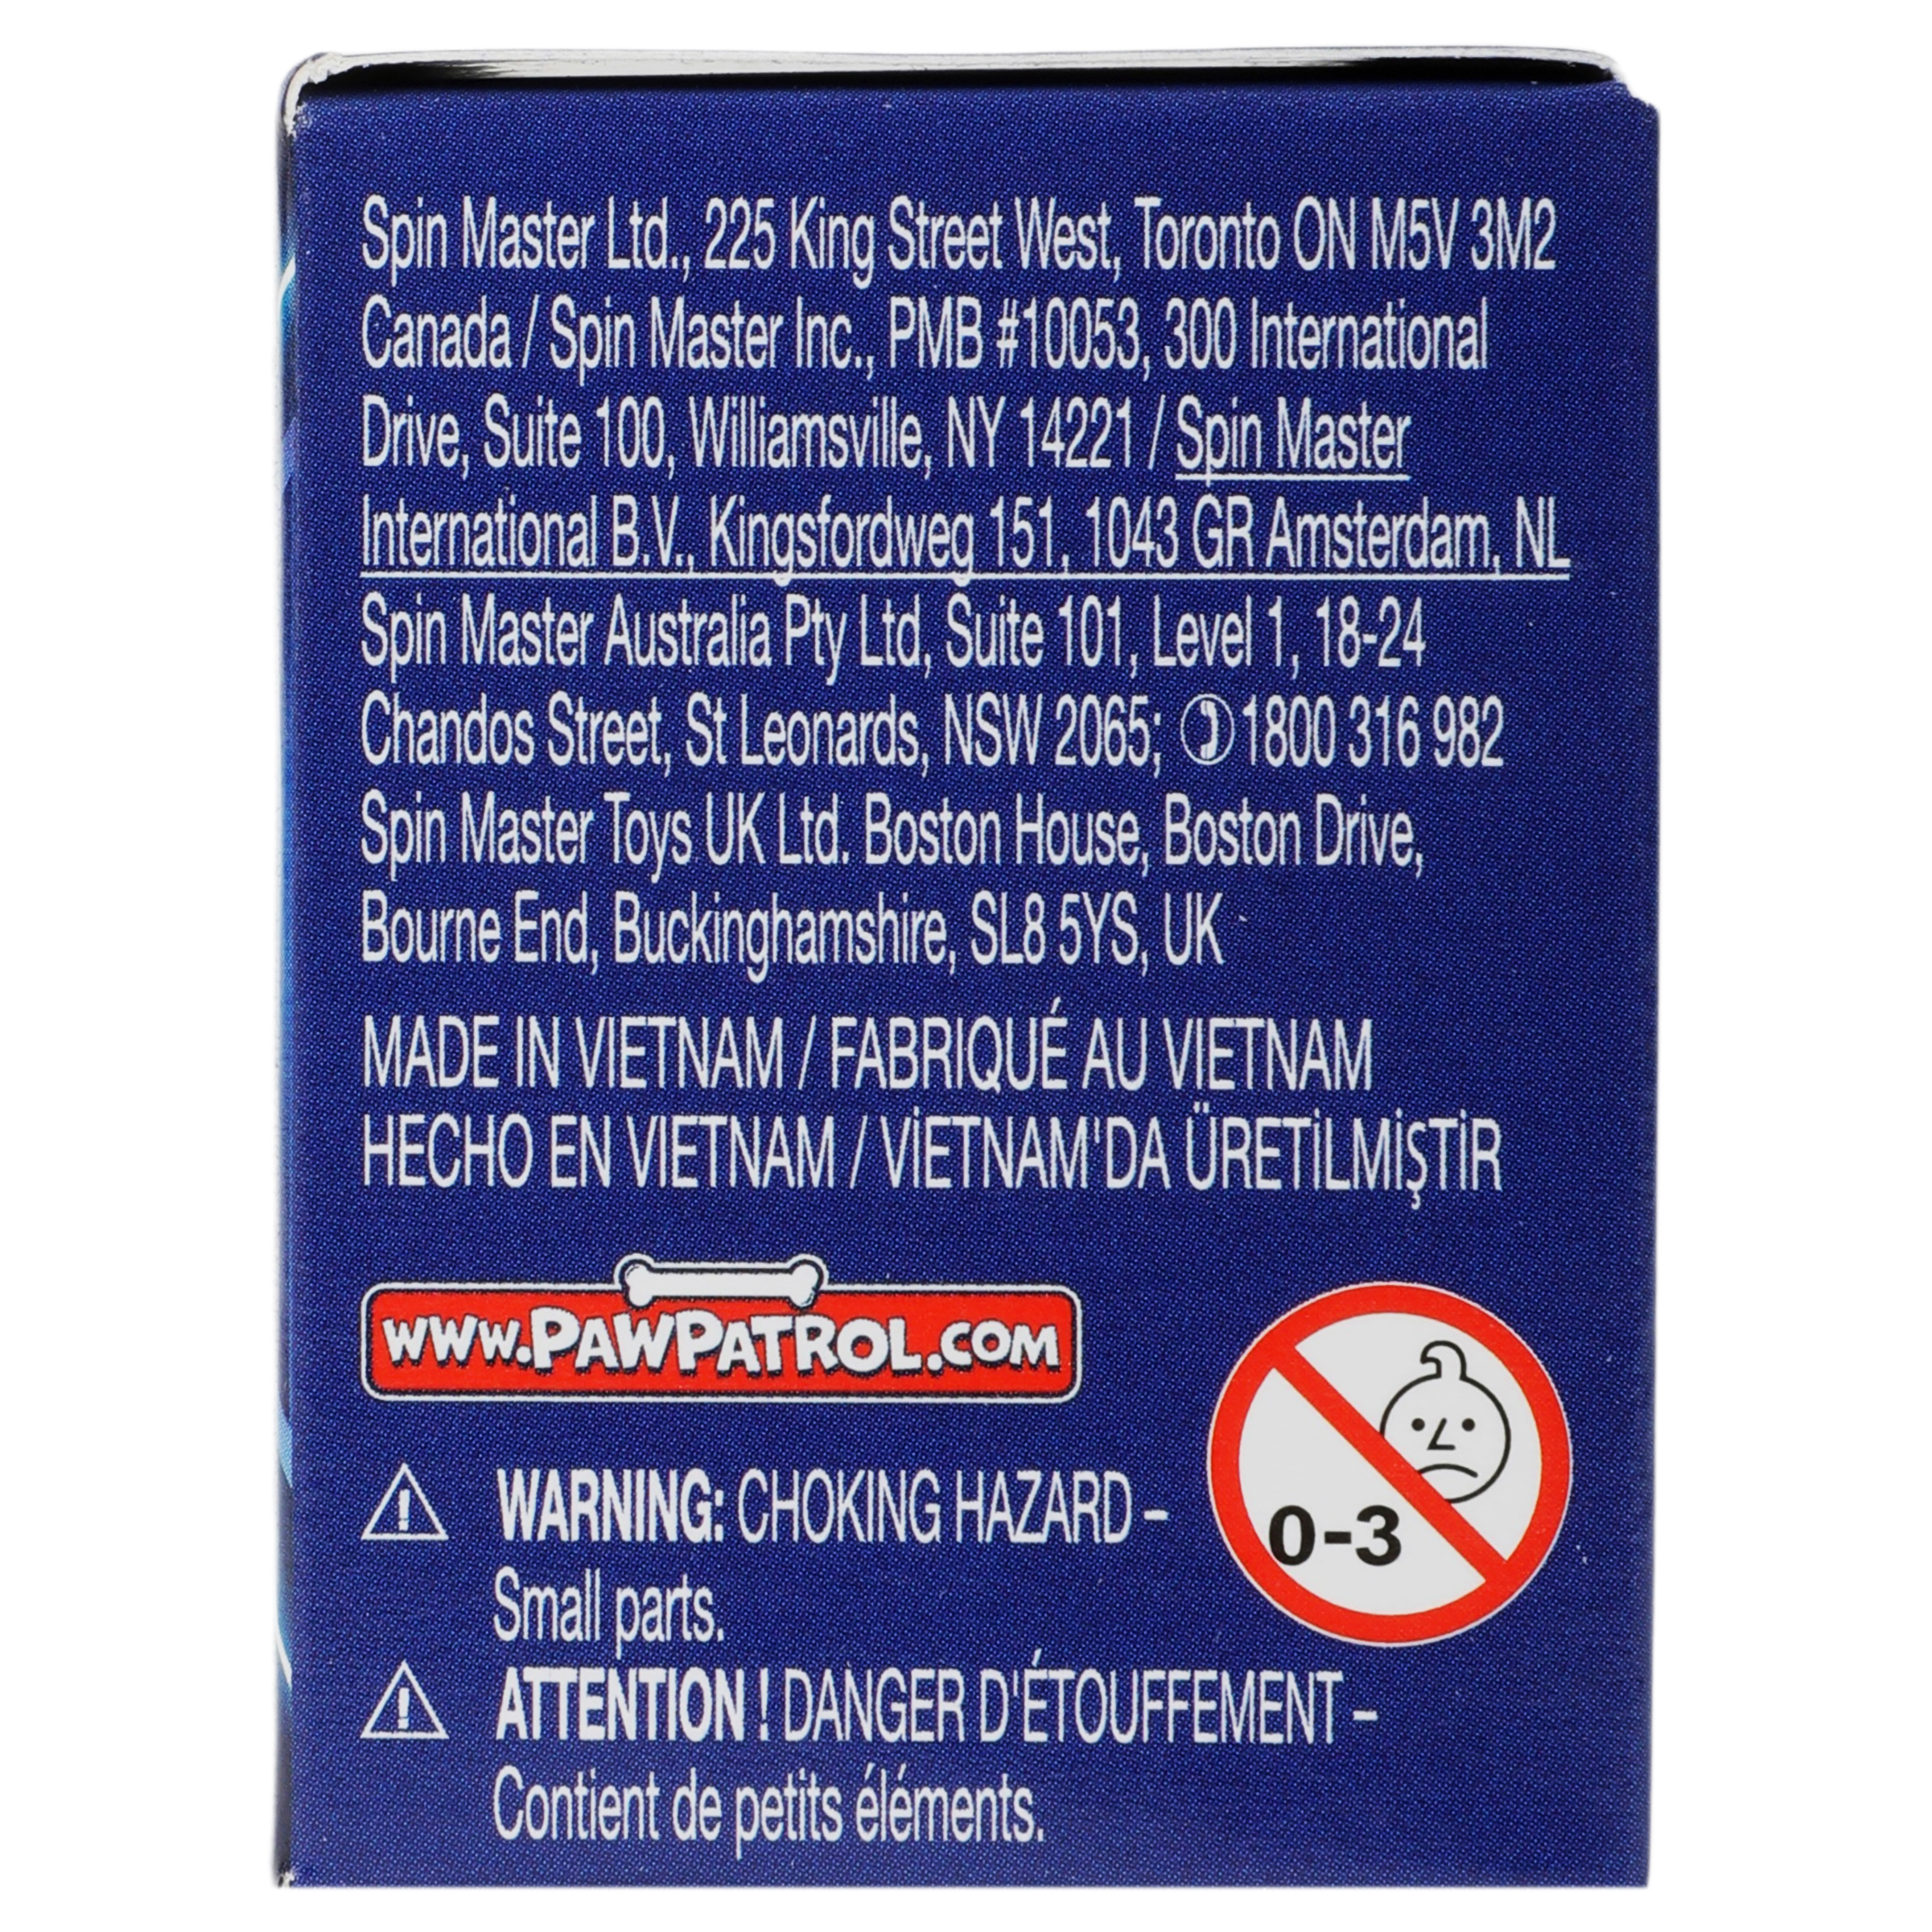 Spin Master Ltd., 225 King Street West, Toronto ON M5V 3M2
Canada / Spin Master Inc., PMB #10053, 300 International
Drive, Suite 100, Williamsville, NY 14221 / Spin Master
International B.V., Kingsfordweg 151, 1043 GR Amsterdam, NL
Spin Master Australia Pty Ltd, Suite 101, Level 1, 18-24
Chandos Street, St Leonards, NSW 2065; 1800 316 982
Spin Master Toys UK Ltd. Boston House, Boston Drive,
Bourne End, Buckinghamshire, SL8 5YS, UK
MADE IN VIETNAM / FABRIQUÉ AU VIETNAM
HECHO EN VIETNAM / VİETNAM'DA ÜRETİLMİŞTİR
WWW.PAWPATROL.COM
WARNING: CHOKING HAZARD –
Small parts.
0-3
ATTENTION ! DANGER D'ÉTOUFFEMENT –
Contient de petits éléments.